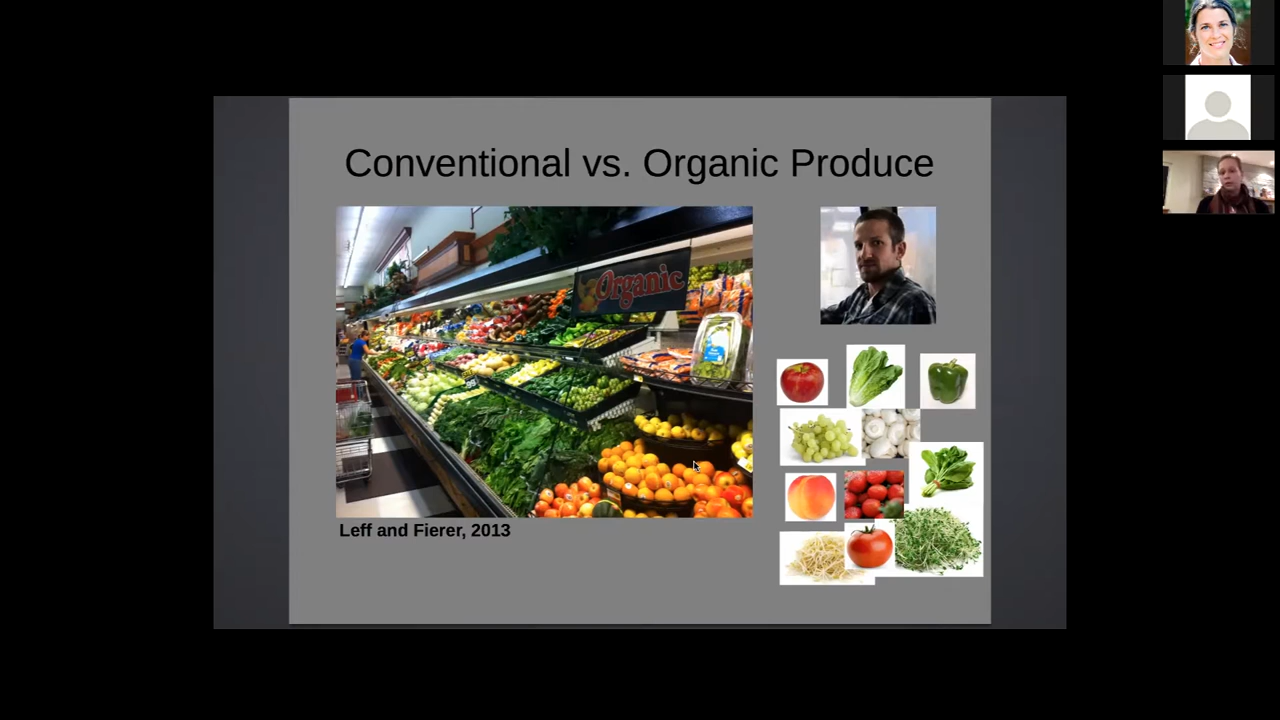 Conventional vs. Organic Produce
Organic
Leff and Fierer, 2013